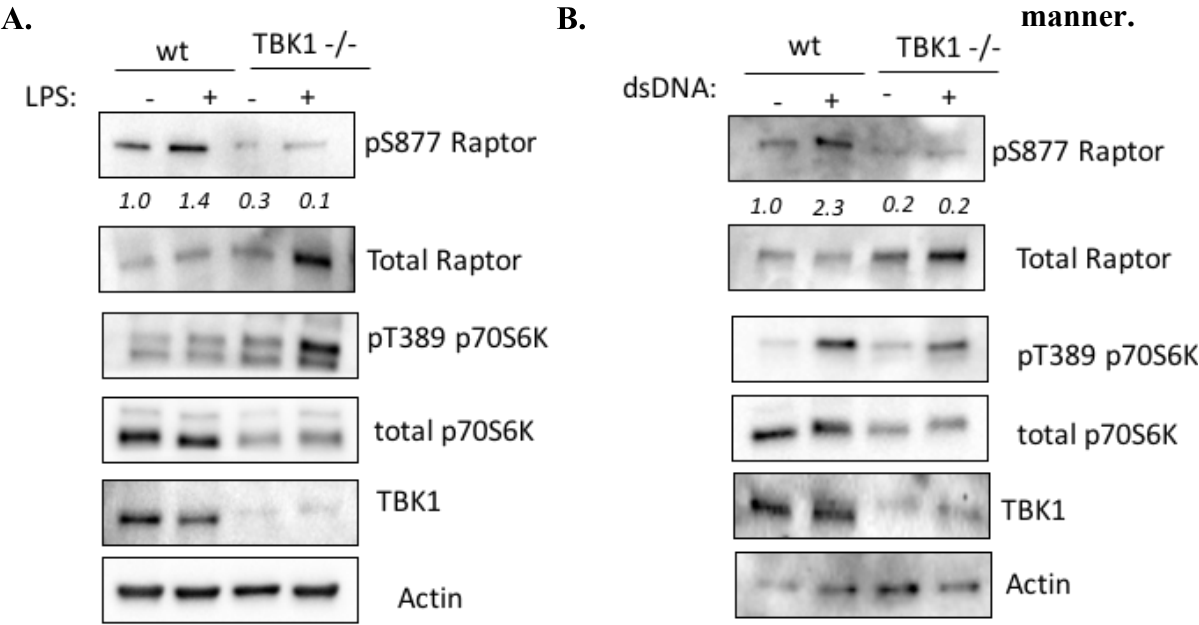 A.
wt
TBK1 -/-
LPS:
- + - +
pS877 Raptor
1.0 1.4 0.3 0.1
Total Raptor
pT389 p70S6K
total p70S6K
TBK1
Actin
B.
manner.
wt
TBK1 -/-
dsDNA:
- + - +
pS877 Raptor
1.0 2.3 0.2 0.2
Total Raptor
pT389 p70S6K
total p70S6K
TBK1
Actin